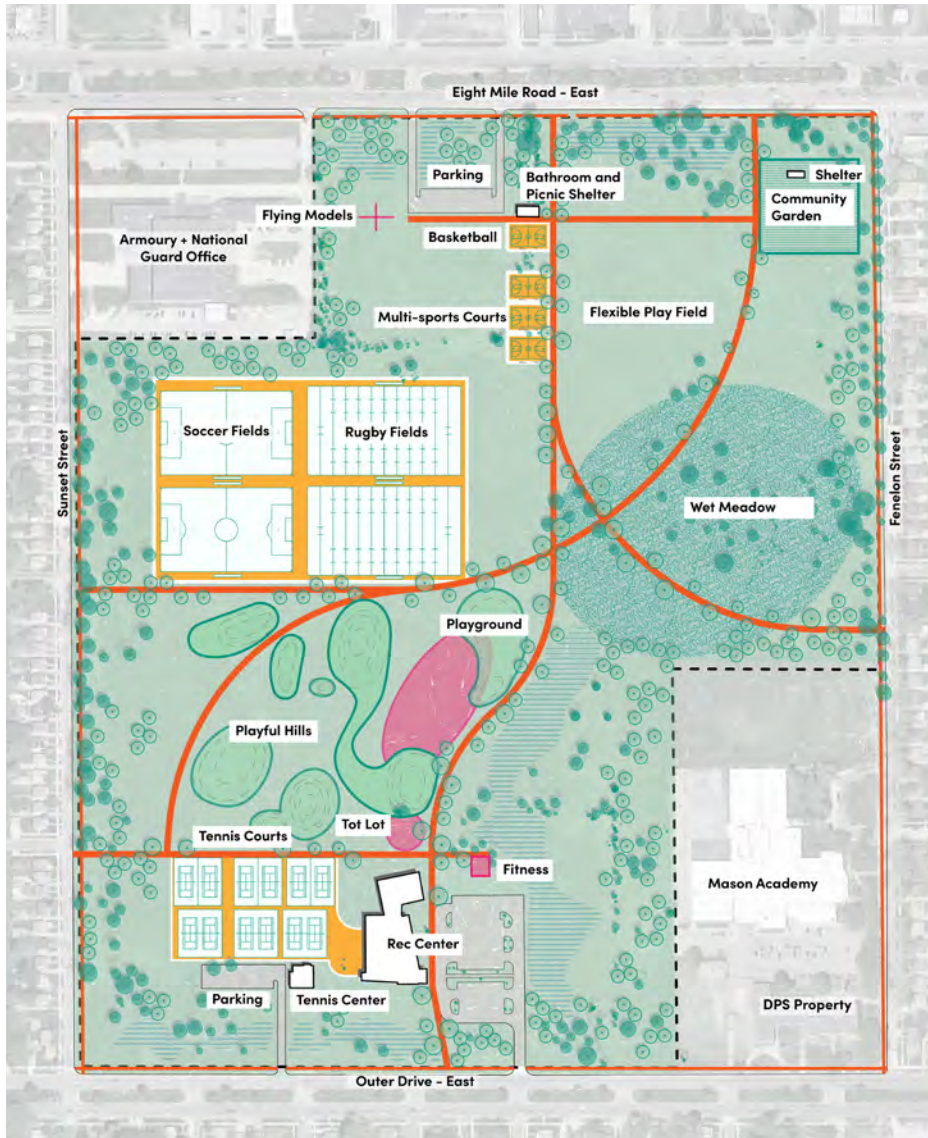 Eight Mile Road - East
Parking
Bathroom and
Picnic Shelter
Shelter
Community
Garden
Flying Models
Armoury + National
Guard Office
Basketball
Multi-sports Courts
Flexible Play Field
Sunset Street
Soccer Fields
Rugby Fields
Fenelon Street
Wet Meadow
Playground
Playful Hills
Tot Lot
Tennis Courts
Fitness
Mason Academy
Rec Center
Parking
Tennis Center
DPS Property
Outer Drive - East